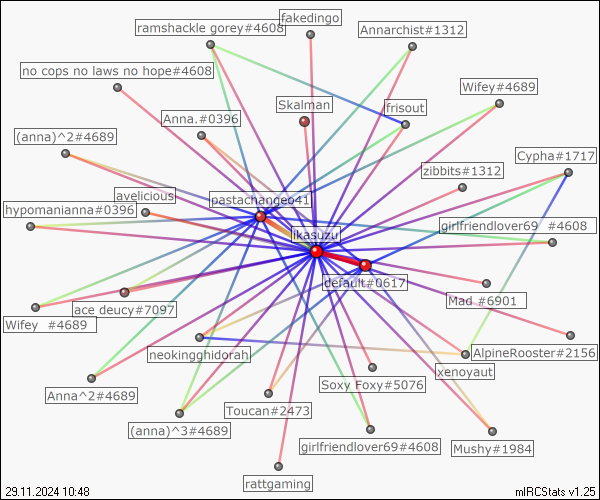 fakedingo
ramshackle gorey#4608
Annarchist#1312
no cops no laws no hope#4608
Wifey#4689
Skalman
frisout
Anna.#0396
(anna)^2#4689
Cypha#1717
zibbits#1312
avelicious
pastachangeo41
hypomanianna#0396
girlfriendlover69 #4608
ikasuzu
default#0617
Mad #6901
ace deucy#7097
Wifey #4689
neokingghidorah
AlpineRooster#2156
xenoyaut
Soxy Foxy#5076
Anna^2#4689
Toucan#2473
(anna)^3#4689
girlfriendlover69#4608
Mushy#1984
rattgaming
29.11.2024 10:48
mIRCStats v1.25